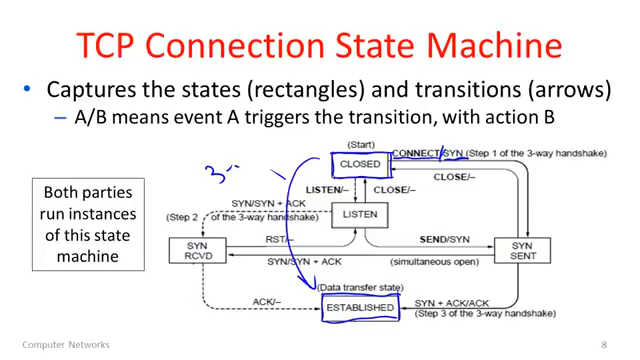 TCP Connection State Machine
• Captures the states (rectangles) and transitions (arrows)
– A/B means event A triggers the transition, with action B
Both parties
run instances
of this state
machine
(Start)
CLOSED
CONNECT/SYN (Step 1 of the 3-way handshake)
CLOSE/–
LISTEN/–
CLOSE/–
SYN/SYN + ACK
(Step 2 of the 3-way handshake)
LISTEN
RST/–
SEND/SYN
SYN
RCVD
SYN
SENT
SYN/SYN + ACK
(simultaneous open)
(Data transfer state)
ACK/–
ESTABLISHED
SYN + ACK/ACK
(Step 3 of the 3-way handshake)
Computer Networks
8